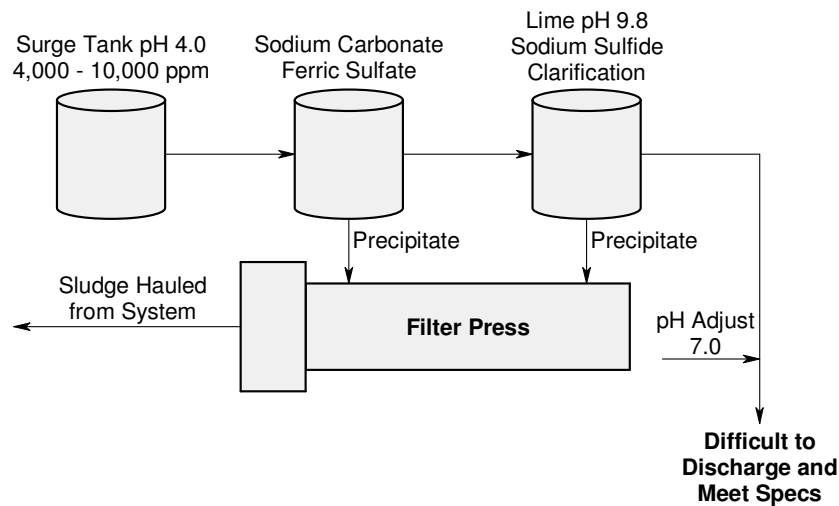 Surge Tank pH 4.0
4,000 - 10,000 ppm
Sodium Carbonate
Ferric Sulfate
Lime pH 9.8
Sodium Sulfide
Clarification
Precipitate
Precipitate
Sludge Hauled
from System
Filter Press
pH Adjust
7.0
Difficult to
Discharge and
Meet Specs